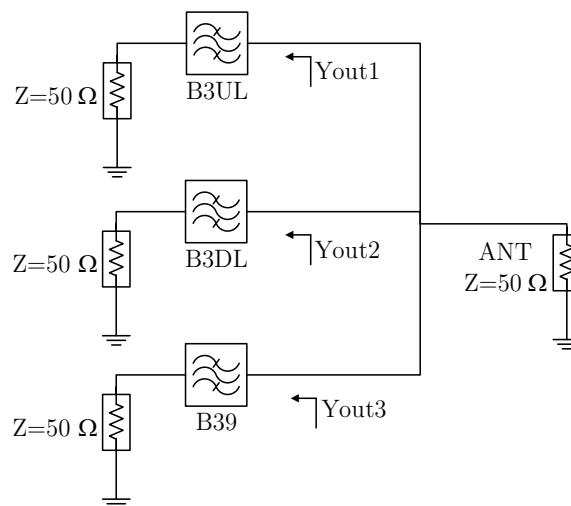 Yout1
Z=50 Ω
B3UL
Yout2
ANT
Z=50 Ω
B3DL
Z=50 Ω
Yout3
Z=50 Ω
B39